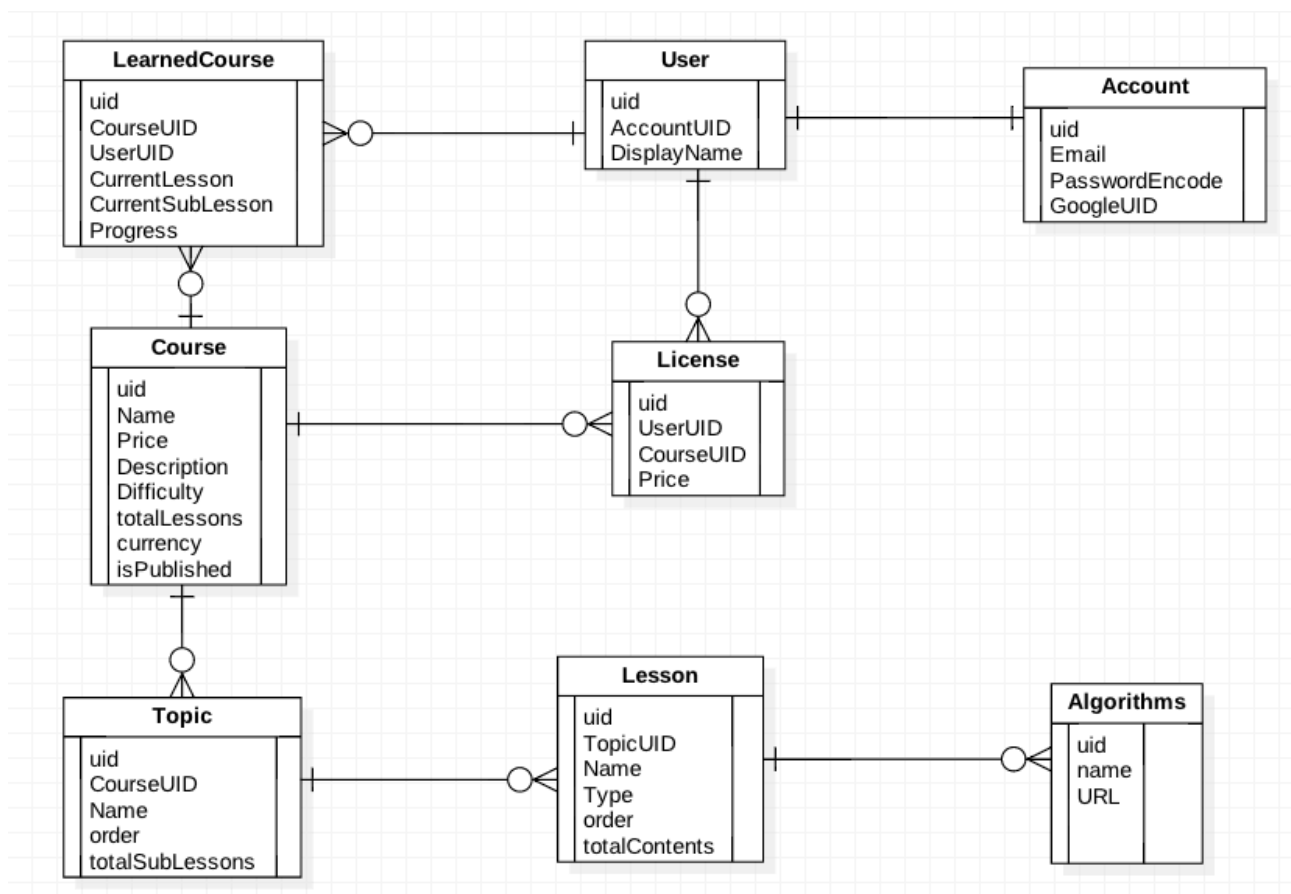 LearnedCourse
uid
CourseUID
UserUID
CurrentLesson
CurrentSubLesson
Progress
User
uid
AccountUID
DisplayName
Account
uid
Email
PasswordEncode
GoogleUID
Course
uid
Name
Price
Description
Difficulty
totalLessons
currency
isPublished
License
uid
UserUID
CourseUID
Price
Topic
uid
CourseUID
Name
order
totalSubLessons
Lesson
uid
TopicUID
Name
Type
order
totalContents
Algorithms
uid
name
URL